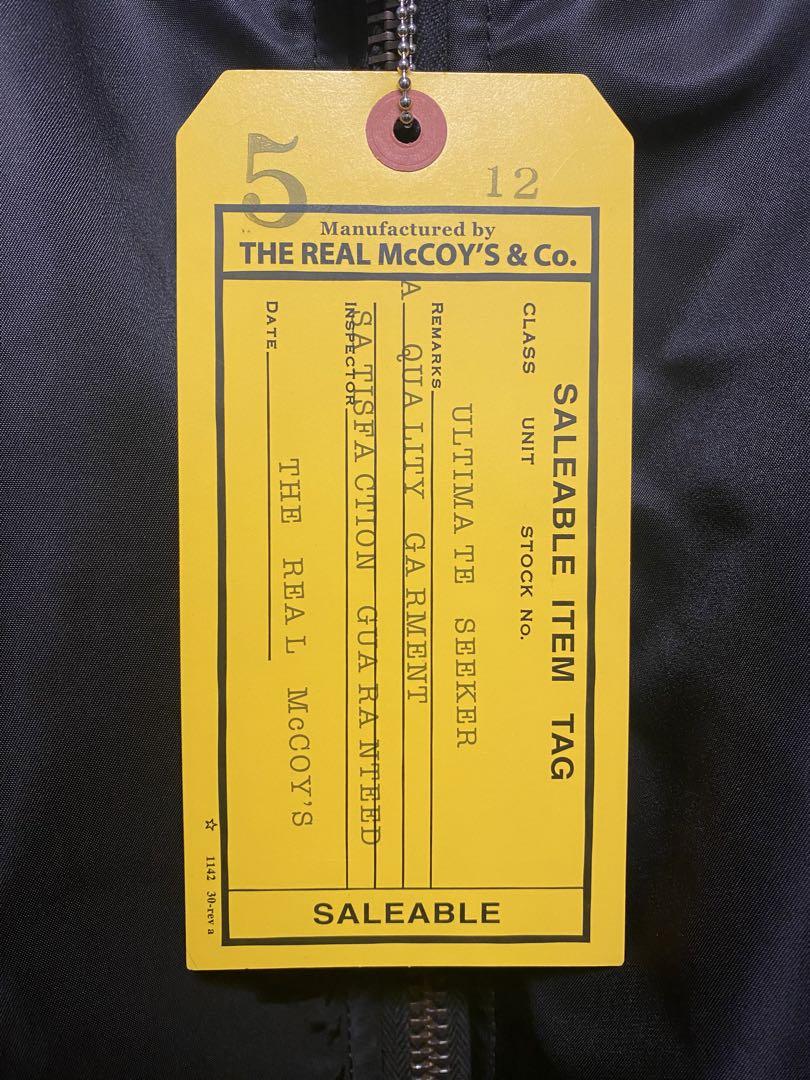 5
12
Manufactured by
THE REAL McCOY'S & Co.
SALEABLE ITEM TAG
CLASS UNIT STOCK No.
ULTIMATE SEEKER
REMARKS
A QUALITY GARMENT
SATISFACTION GUARANTEED
INSPECTOR
THE REAL McCOY'S
DATE
☆ 1142 30-rev a
SALEABLE